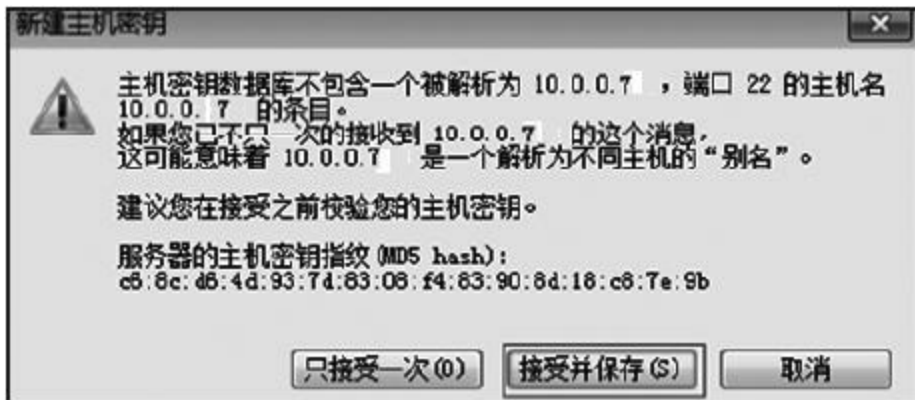 新建主机密钥
主机密钥数据库不包含一个被解析为 10.0.0.7 ，端口 22 的主机名
10.0.0. 7 的条目。
如果您已不只一次的接收到 10.0.0.7 的这个消息，
这可能意味着 10.0.0.7 是一个解析为不同主机的“别名”。
建议您在接受之前校验您的主机密钥。
服务器的主机密钥指纹(MD5 hash):
c6:8c:d6:4d:93:7d:83:08:f4:83:90:8d:18:c8:7e:9b
只接受一次(O) 接受并保存(S) 取消